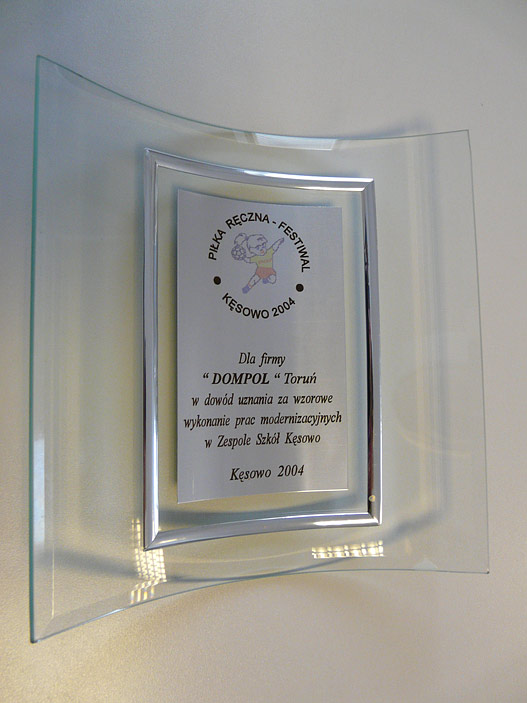 PIŁKA RĘCZNA - FESTIWAL
KĘSOWO 2004
Dla firmy
“ DOMPOL “ Toruń
w dowód uznania za wzorowe
wykonanie prac modernizacyjnych
w Zespole Szkół Kęsowo
Kęsowo 2004